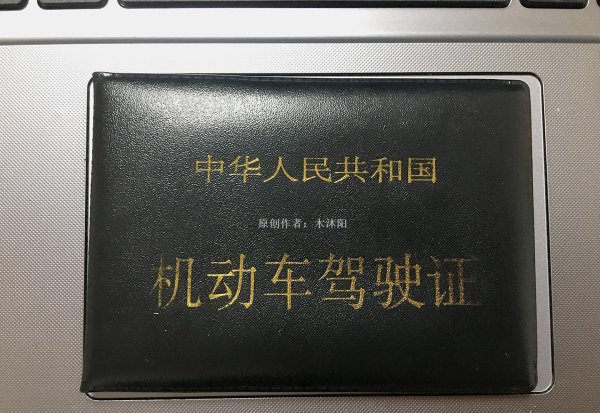 中华人民共和国
原创作者：木沐阳
机动车驾驶证